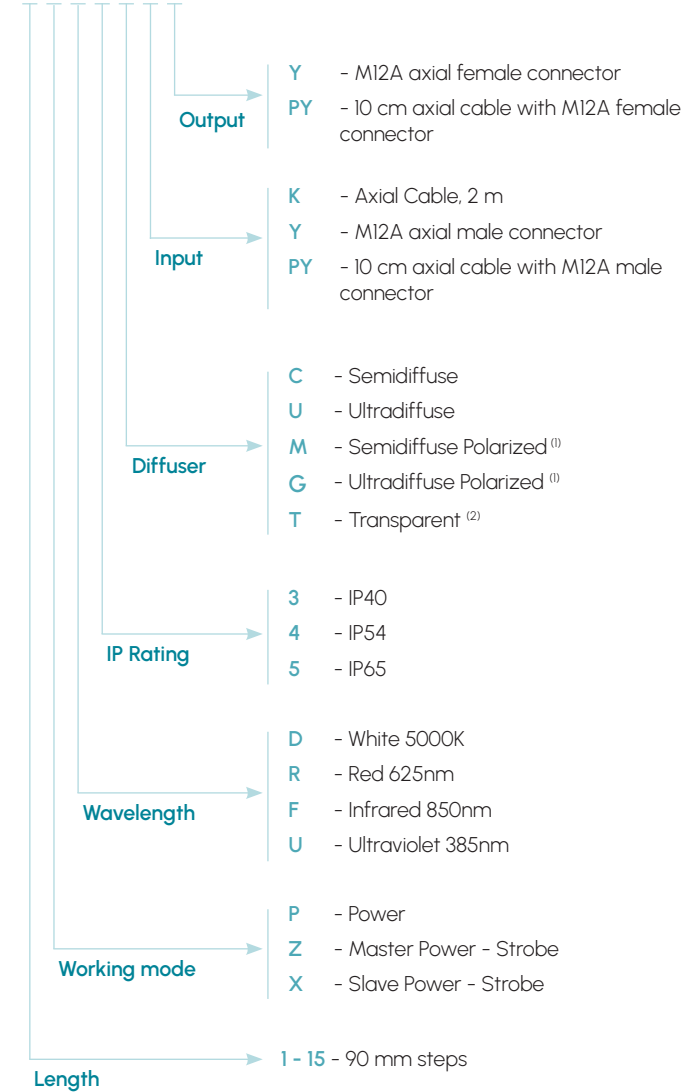 Y - M12A axial female connector
PY - 10 cm axial cable with M12A female
connector
Output
K - Axial Cable, 2 m
Y - M12A axial male connector
PY - 10 cm axial cable with M12A male
connector
Input
C - Semidiffuse
U - Ultradiffuse
M - Semidiffuse Polarized (1)
G - Ultradiffuse Polarized (1)
T - Transparent (2)
Diffuser
3 - IP40
4 - IP54
5 - IP65
IP Rating
D - White 5000K
R - Red 625nm
F - Infrared 850nm
U - Ultraviolet 385nm
Wavelength
P - Power
Z - Master Power - Strobe
X - Slave Power - Strobe
Working mode
1 - 15 - 90 mm steps
Length